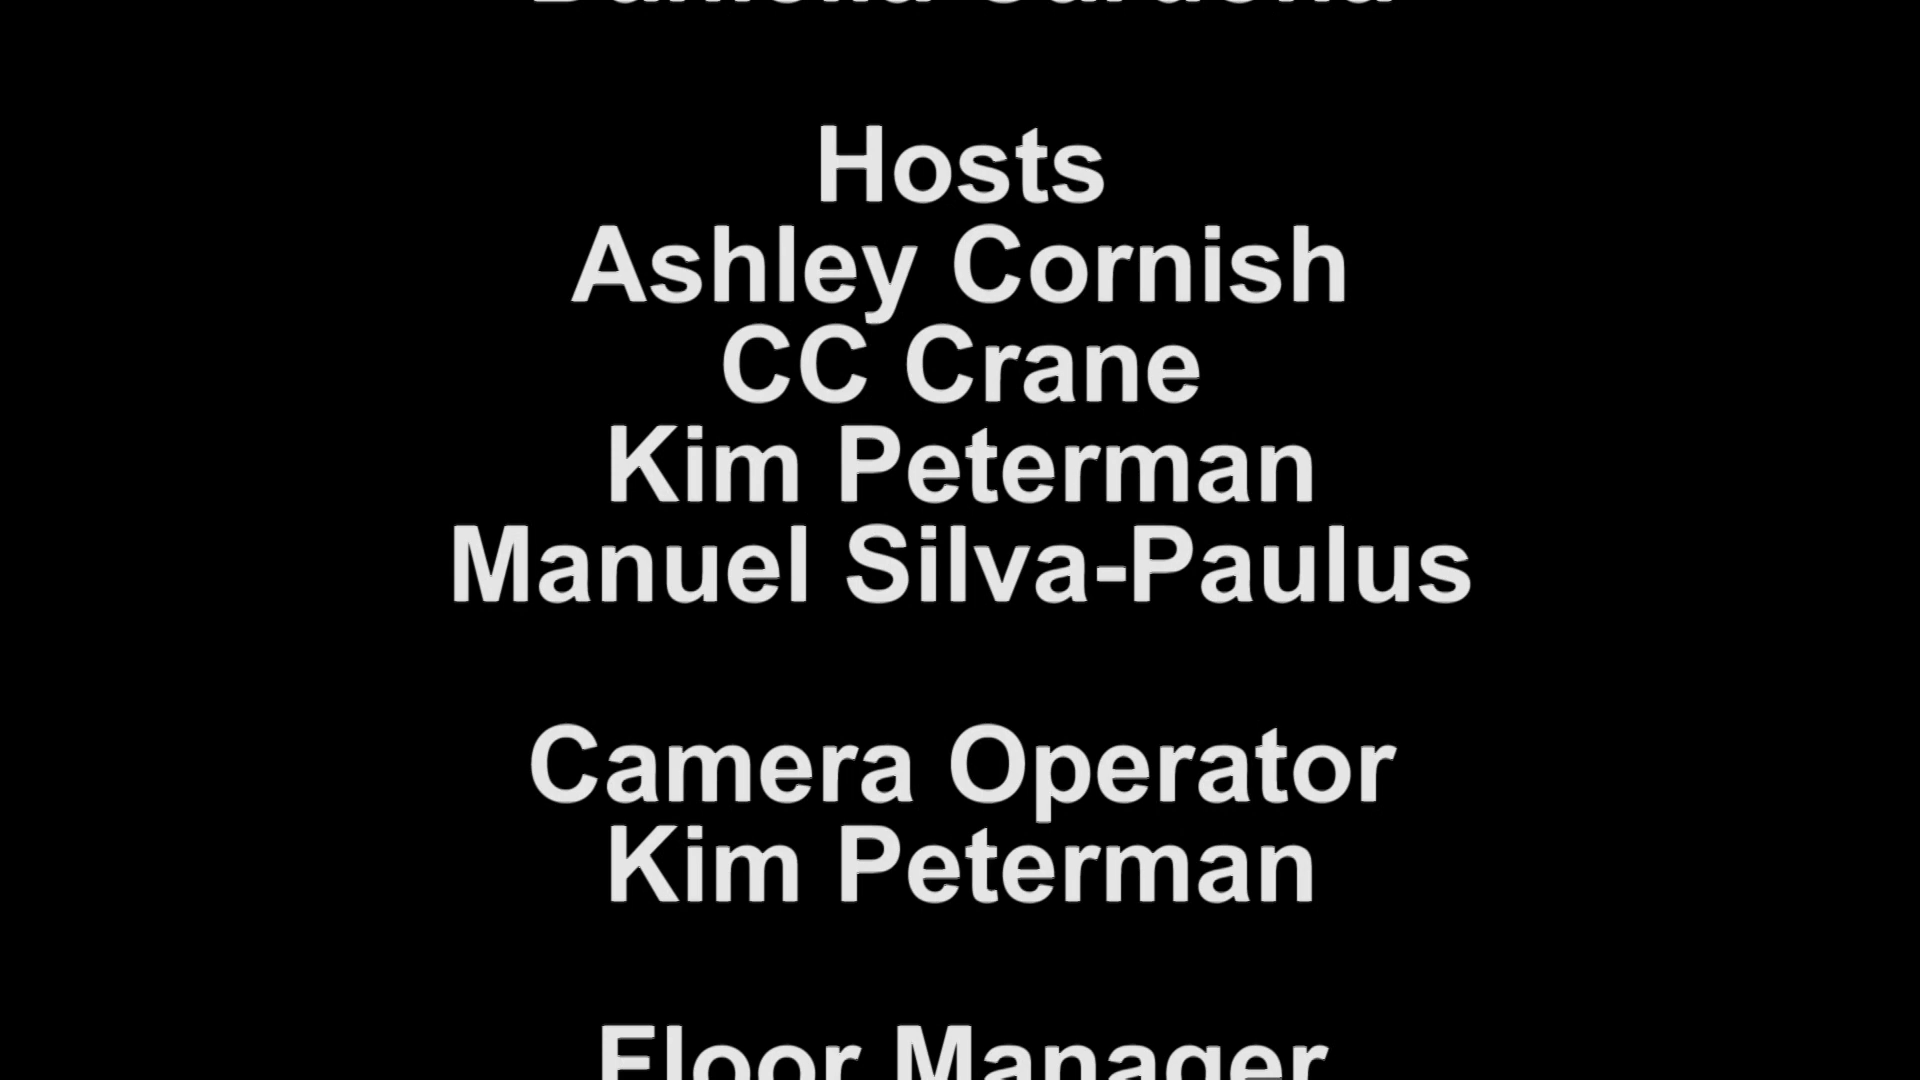 Hosts
Ashley Cornish
CC Crane
Kim Peterman
Manuel Silva-Paulus
Camera Operator
Kim Peterman
Floor Manager